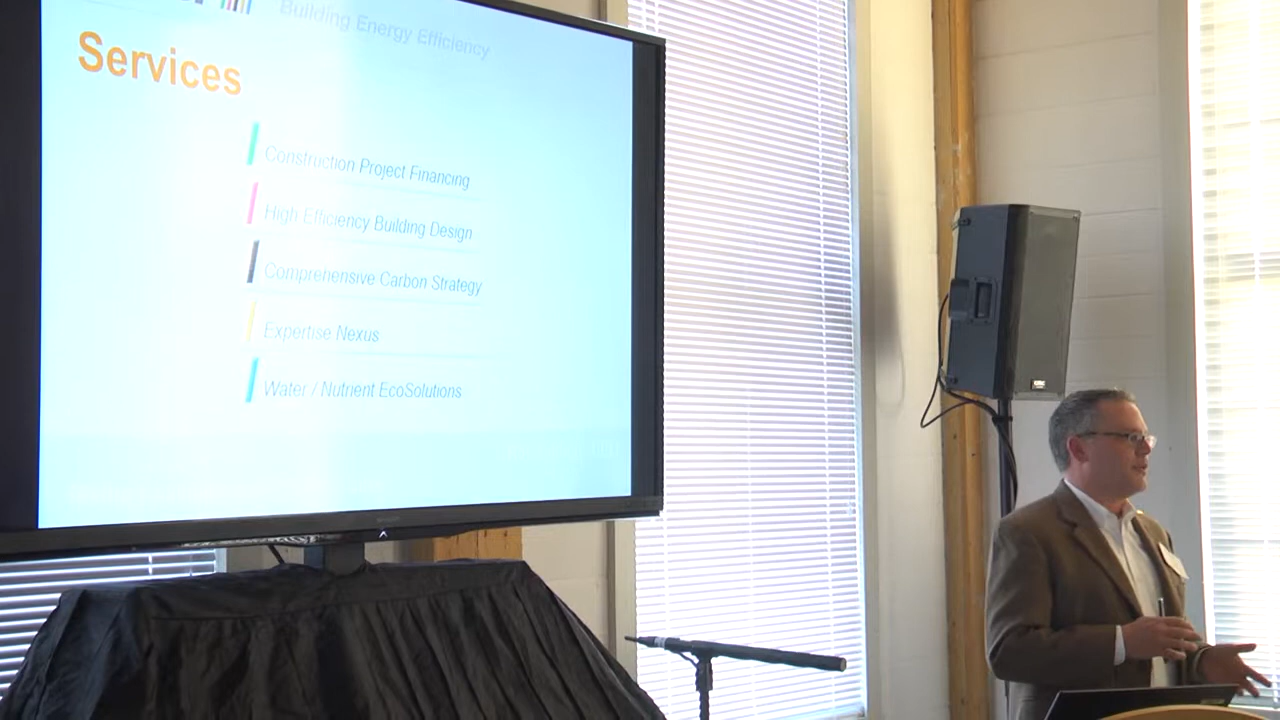 Building Energy Efficiency
Services
Construction Project Financing
High Efficiency Building Design
Comprehensive Carbon Strategy
Expertise Nexus
Water / Nutrient EcoSolutions